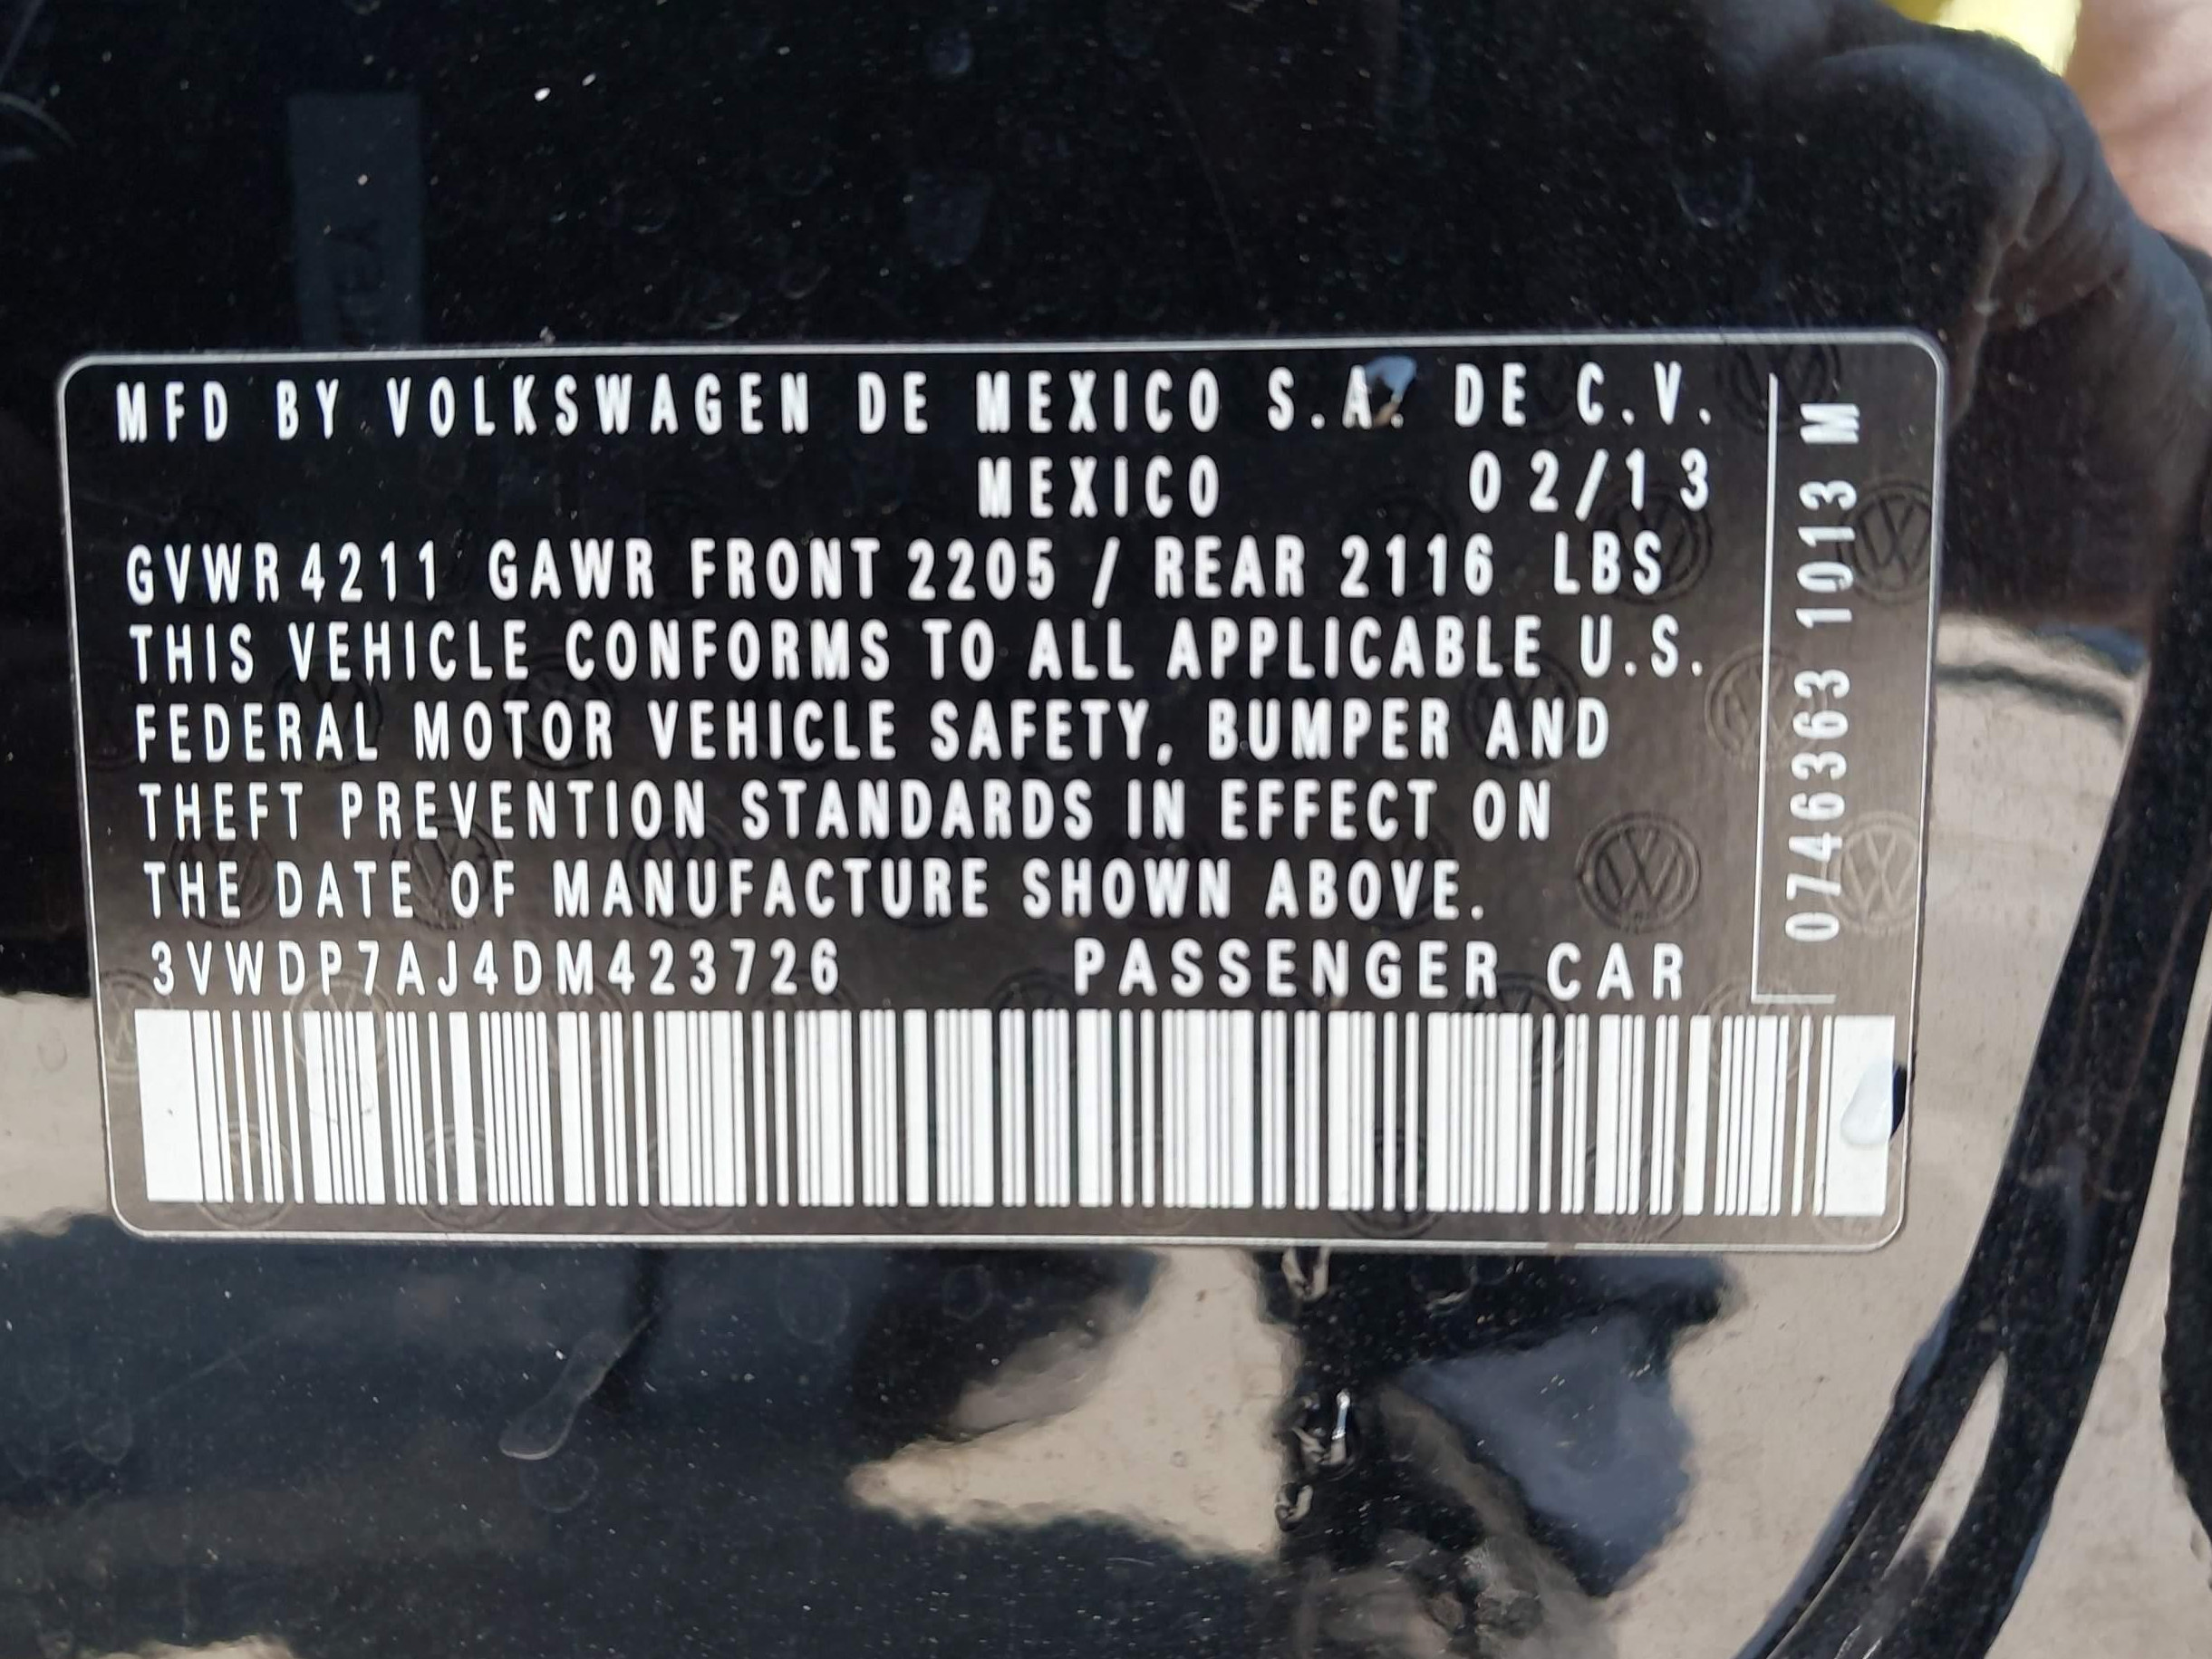 MFD BY VOLKSWAGEN DE MEXICO S.A. DE C.V.
MEXICO 02/13
GVWR 4211 GAWR FRONT 2205 / REAR 2116 LBS
THIS VEHICLE CONFORMS TO ALL APPLICABLE U.S.
FEDERAL MOTOR VEHICLE SAFETY, BUMPER AND
THEFT PREVENTION STANDARDS IN EFFECT ON
THE DATE OF MANUFACTURE SHOWN ABOVE.
3VWDP7AJ4DM423726 PASSENGER CAR
07463363 1013 M